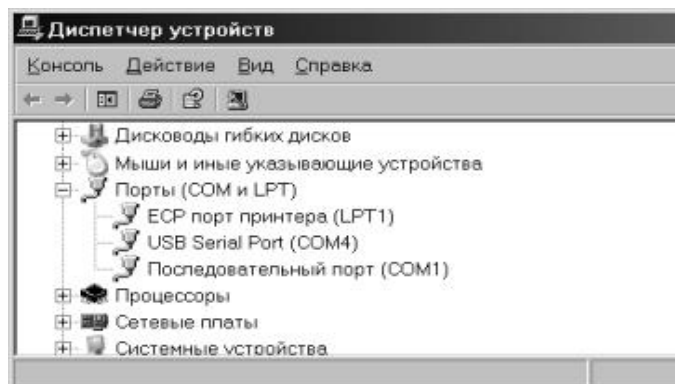 Диспетчер устройств
Консоль Действие Вид Справка
Дисководы гибких дисков
Мыши и иные указывающие устройства
Порты (COM и LPT)
ECP порт принтера (LPT1)
USB Serial Port (COM4)
Последовательный порт (COM1)
Процессоры
Сетевые платы
Системные устройства